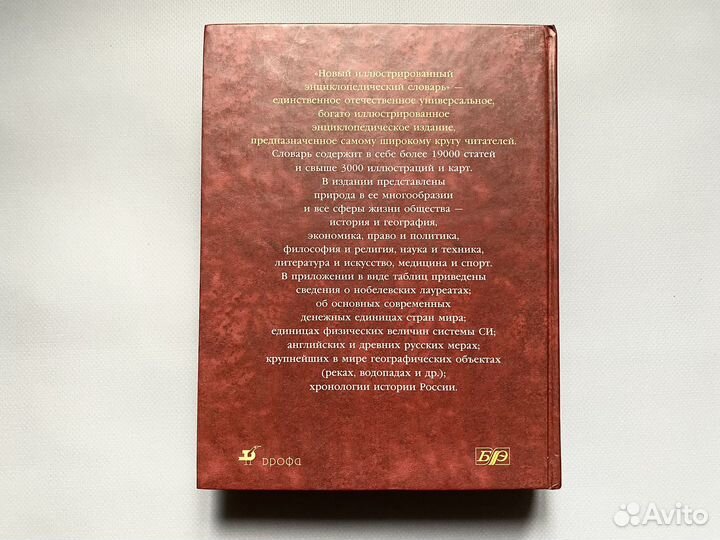 «Новый иллюстрированный
энциклопедический словарь» —
единственное отечественное универсальное,
богато иллюстрированное
энциклопедическое издание,
предназначенное самому широкому кругу читателей.
Словарь содержит в себе более 19000 статей
и свыше 3000 иллюстраций и карт.
В издании представлены
природа в ее многообразии
и все сферы жизни общества —
история и география,
экономика, право и политика,
философия и религия, наука и техника,
литература и искусство, медицина и спорт.
В приложении в виде таблиц приведены
сведения о нобелевских лауреатах;
об основных современных
денежных единицах стран мира;
единицах физических величин системы СИ;
английских и древних русских мерах;
крупнейших в мире географических объектах
(реках, водопадах и др.);
хронологии истории России.
дрофа
БРЭ
Avito